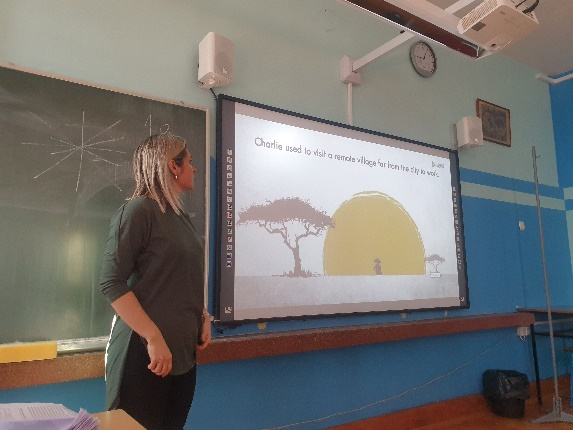 Charlie used to visit a remote village far from the city to work.